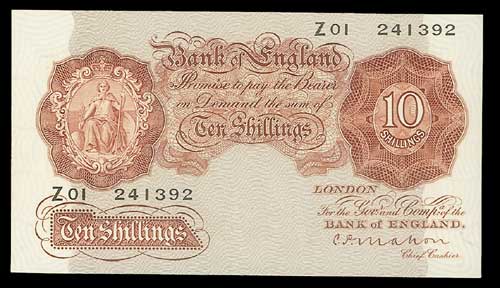 Z01 241392
Bank of England
Promise to pay the Bearer
on Demand the sum of
Ten Shillings
10
SHILLINGS
Z01 241392
Ten Shillings
LONDON
For the Govr. and Compa. of the
BANK OF ENGLAND.
C.P. Mahon
Chief Cashier.